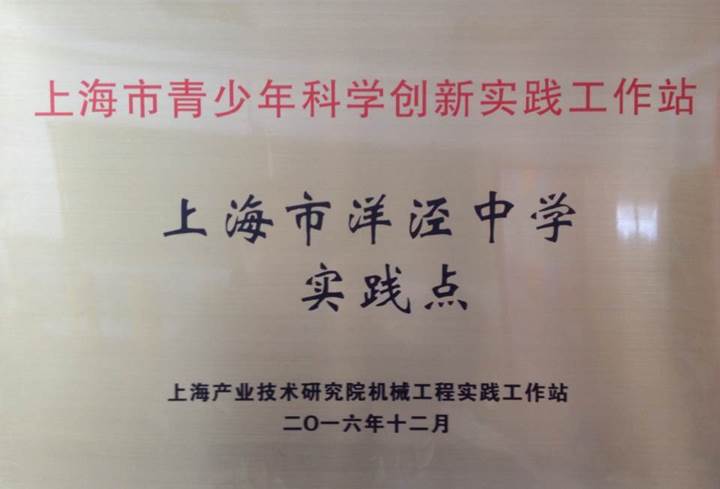 上海市青少年科学创新实践工作站
上海市洋泾中学
实践点
上海产业技术研究院机械工程实践工作站
二〇一六年十二月